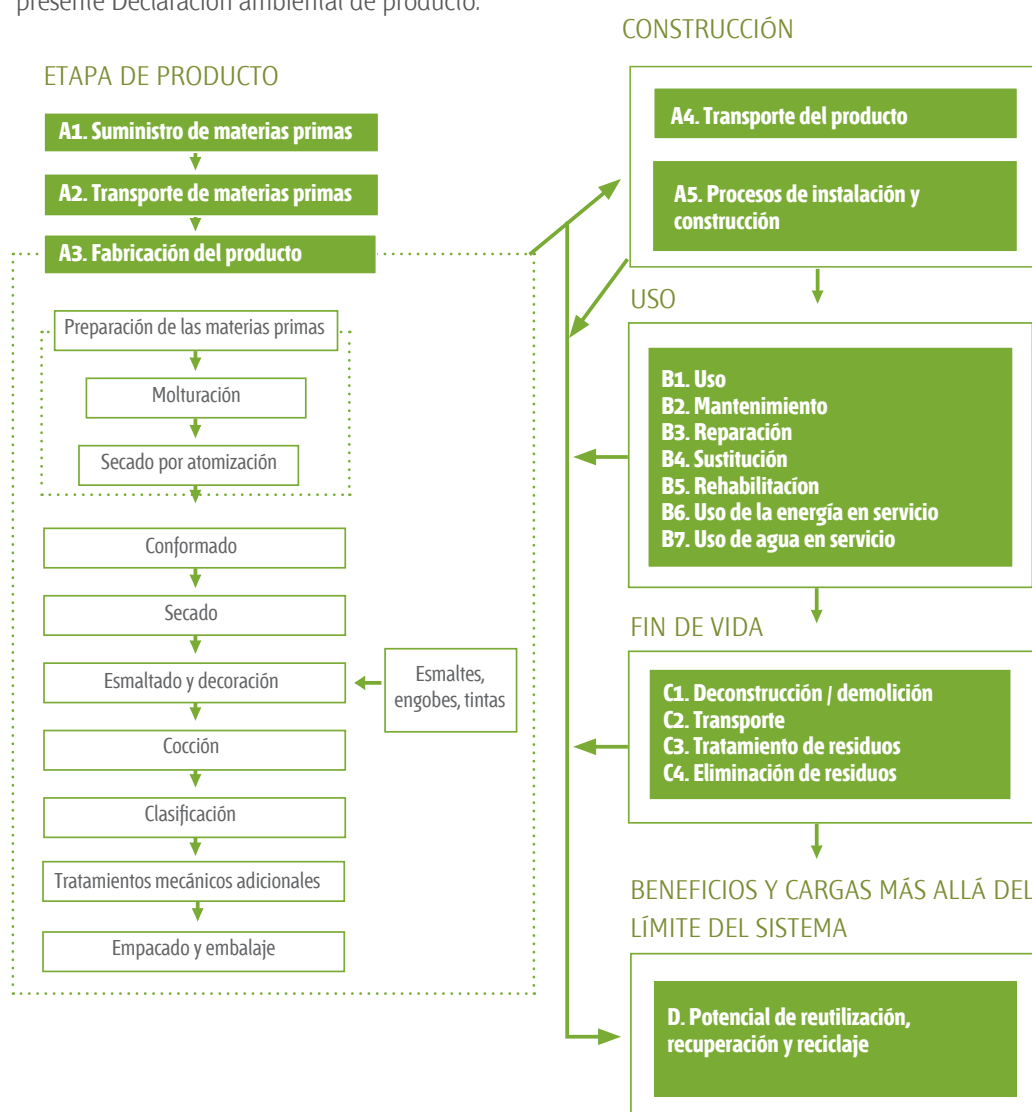 presente Declaración ambiental de producto.
ETAPA DE PRODUCTO
A1. Suministro de materias primas
A2. Transporte de materias primas
A3. Fabricación del producto
Preparación de las materias primas
Molturación
Secado por atomización
Conformado
Secado
Esmaltado y decoración
Esmaltes,
engobes, tintas
Cocción
Clasificación
Tratamientos mecánicos adicionales
Empacado y embalaje
CONSTRUCCIÓN
A4. Transporte del producto
A5. Procesos de instalación y
construcción
USO
B1. Uso
B2. Mantenimiento
B3. Reparación
B4. Sustitución
B5. Rehabilitacíon
B6. Uso de la energía en servicio
B7. Uso de agua en servicio
FIN DE VIDA
C1. Deconstrucción / demolición
C2. Transporte
C3. Tratamiento de residuos
C4. Eliminación de residuos
BENEFICIOS Y CARGAS MÁS ALLÁ DEL
LÍMITE DEL SISTEMA
D. Potencial de reutilización,
recuperación y reciclaje